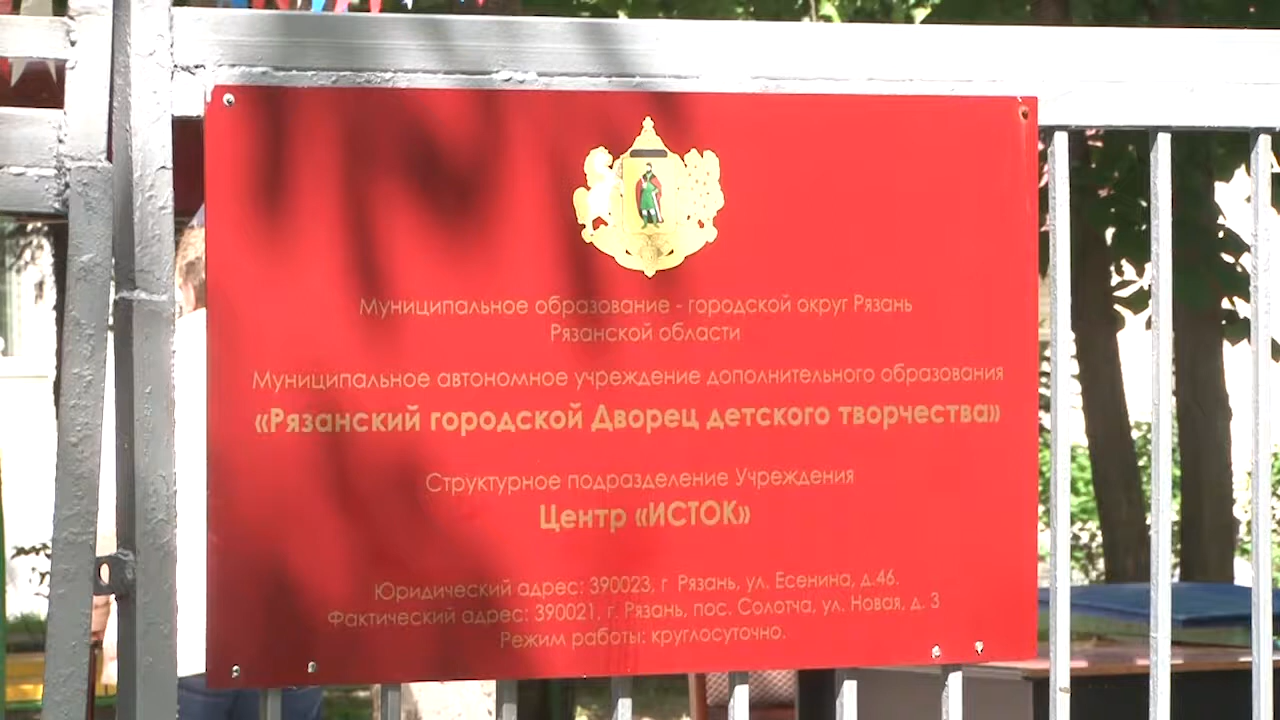 Муниципальное образование - городской округ Рязань
Рязанской области
Муниципальное автономное учреждение дополнительного образования
«Рязанский городской Дворец детского творчества»
Структурное подразделение Учреждения
Центр «ИСТОК»
Юридический адрес: 390023, г Рязань, ул. Есенина, д.46.
Фактический адрес: 390021, г. Рязань, пос. Солотча, ул. Новая, д. 3
Режим работы: круглосуточно.